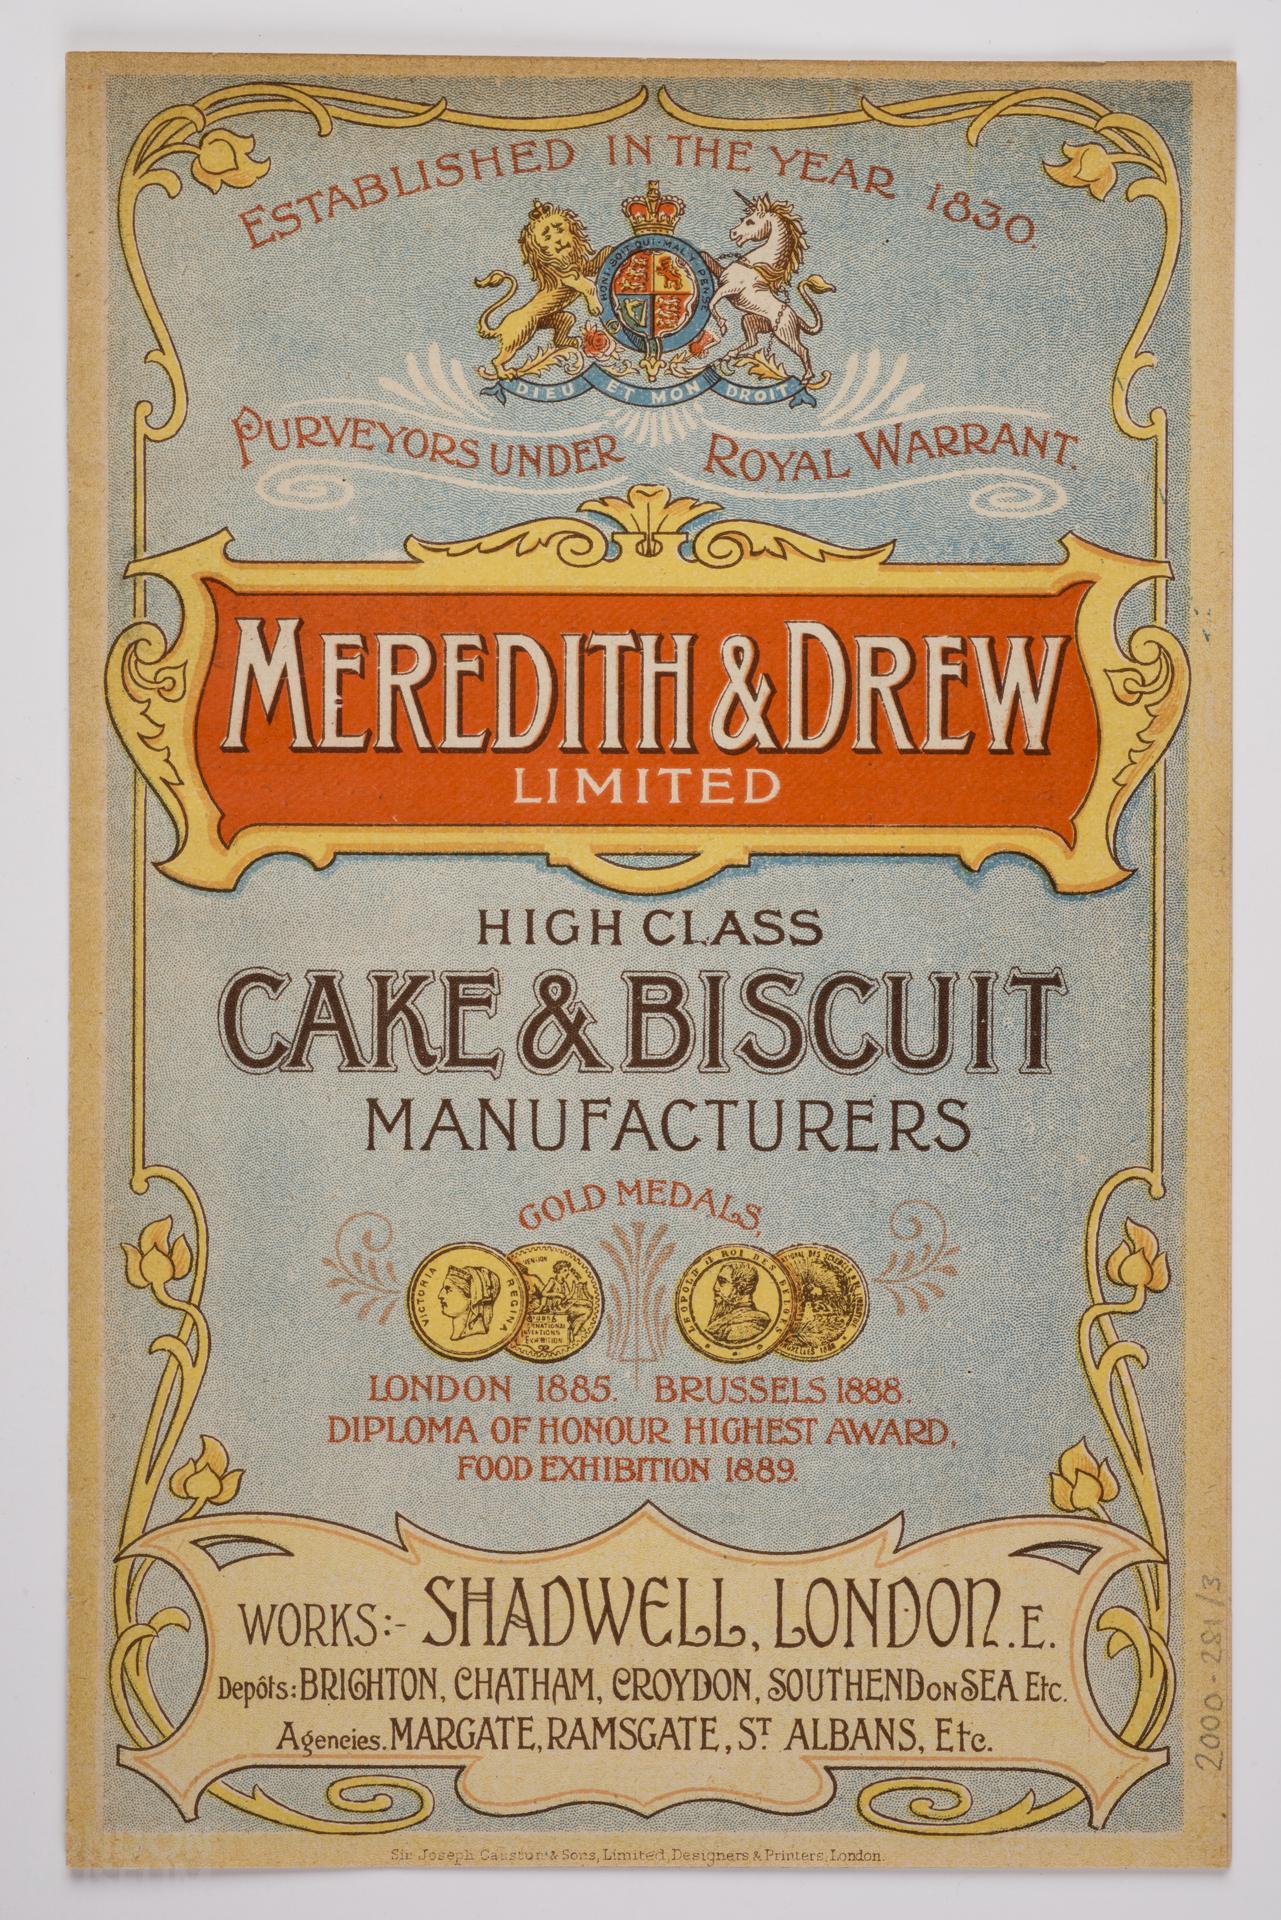 ESTABLISHED IN THE YEAR 1830.
HONI·SOIT·QUI·MAL·Y·PENSE
DIEU ET MON DROIT
PURVEYORS UNDER ROYAL WARRANT.
MEREDITH & DREW
LIMITED
HIGH CLASS
CAKE & BISCUIT
MANUFACTURERS
GOLD MEDALS,
VICTORIA REGINA
EXHIBITION
LEOPOLD II ROI DES BELGES
LONDON 1885. BRUSSELS 1888.
DIPLOMA OF HONOUR HIGHEST AWARD,
FOOD EXHIBITION 1889.
WORKS:- SHADWELL, LONDON. E.
Depôts: BRIGHTON, CHATHAM, CROYDON, SOUTHEND ON SEA Etc.
Agencies. MARGATE, RAMSGATE, ST ALBANS, Etc.
Sir Joseph Causton & Sons, Limited, Designers & Printers, London.
2000-281/3